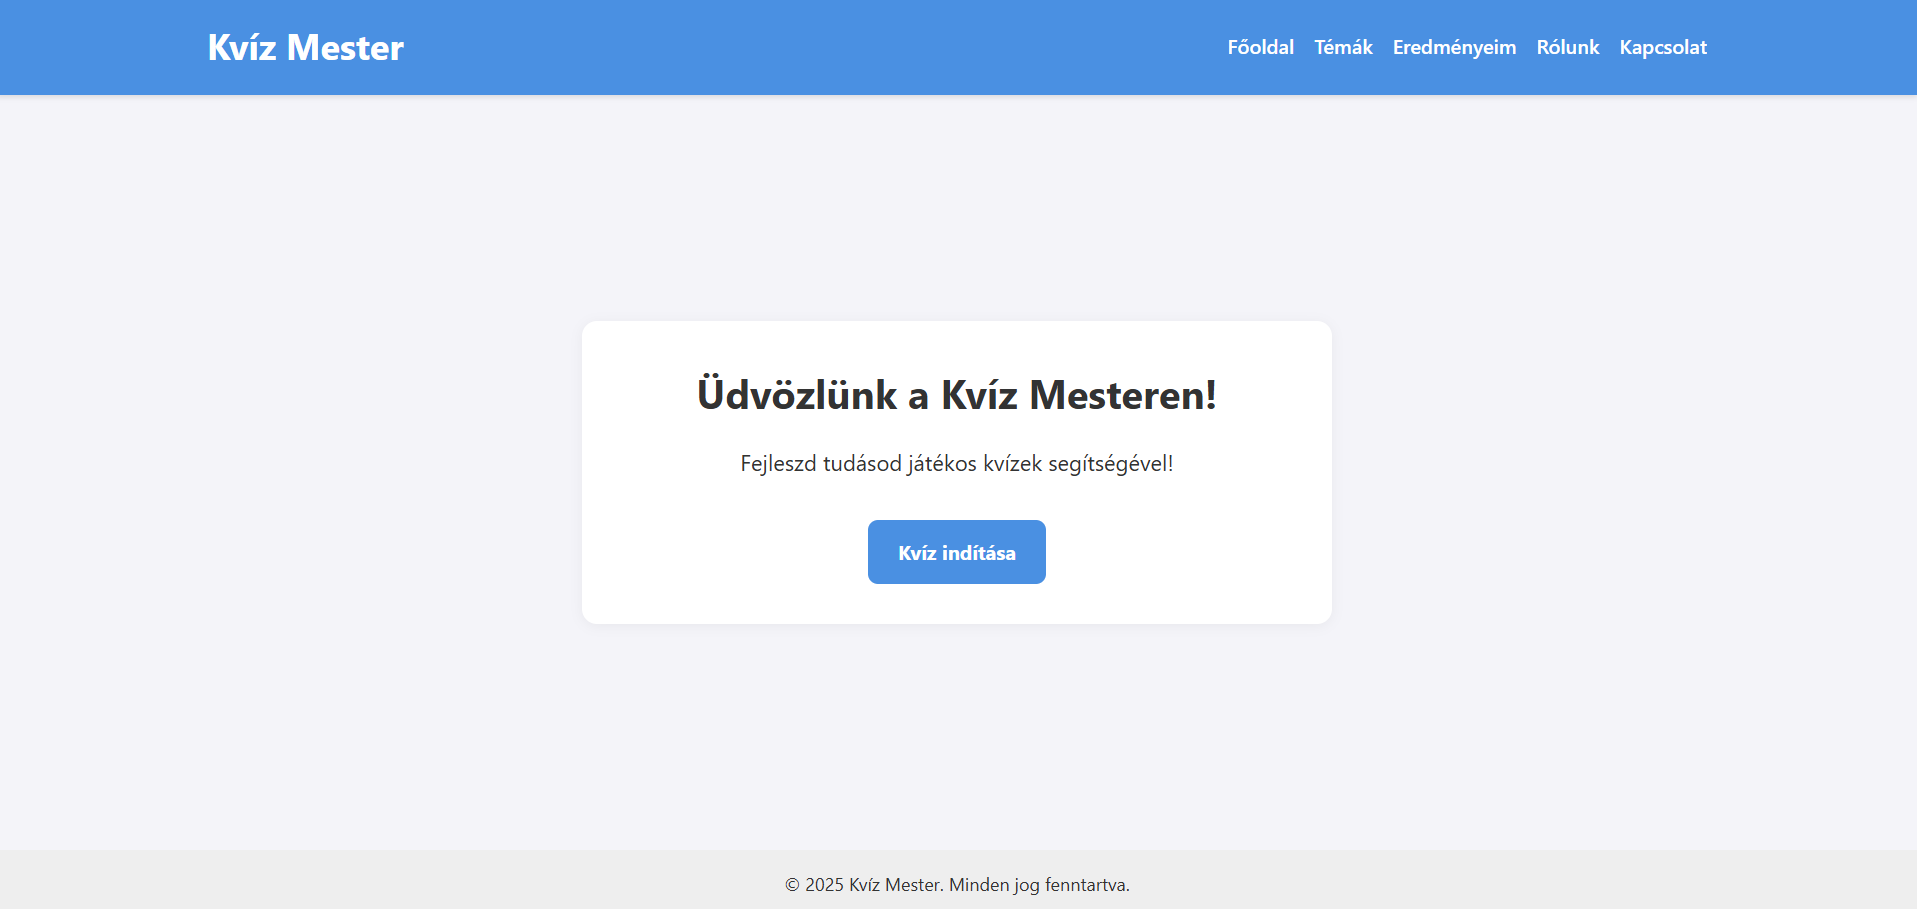 Kvíz Mester
Főoldal Témák Eredményeim Rólunk Kapcsolat
Üdvözlünk a Kvíz Mesteren!
Fejleszd tudásod játékos kvízek segítségével!
Kvíz indítása
© 2025 Kvíz Mester. Minden jog fenntartva.